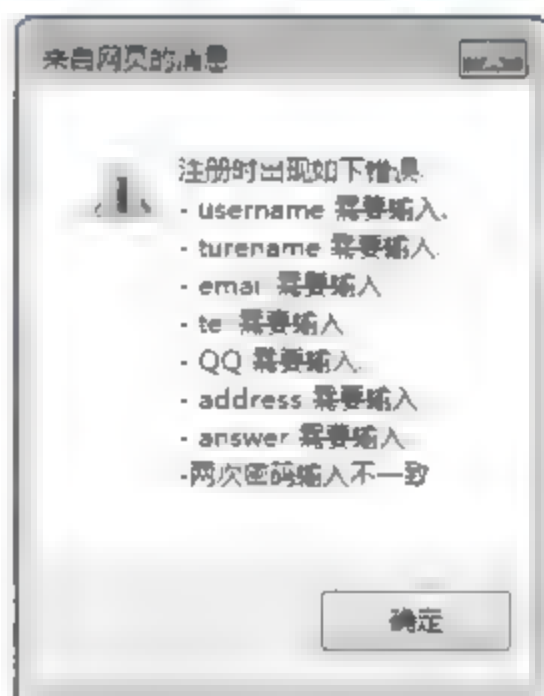 来自网页的消息
注册时出现如下错误
- username 需要输入.
- turename 需要输入.
- emai 需要输入
- te 需要输入
- QQ 需要输入.
- address 需要输入
- answer 需要输入
-两次密码输入不一致
确定